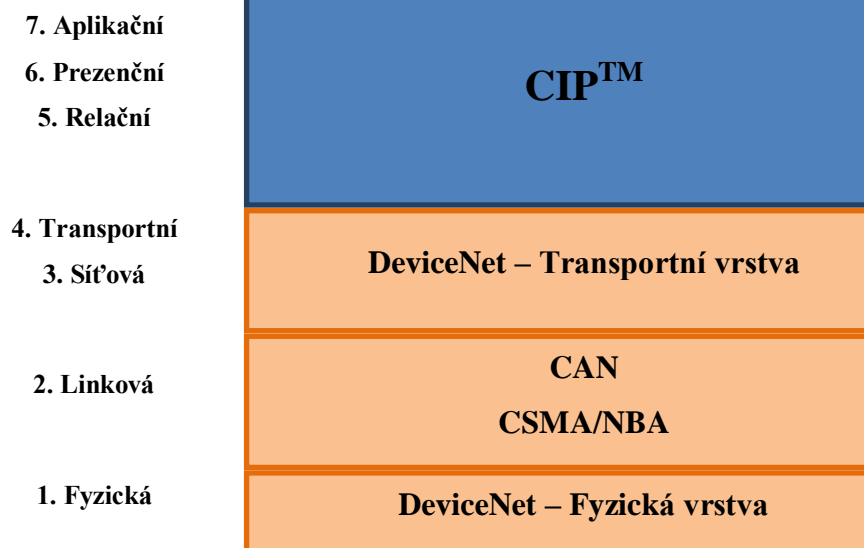 7. Aplikační
6. Prezenční
5. Relační
CIP™
4. Transportní
3. Síťová
DeviceNet – Transportní vrstva
2. Linková
CAN
CSMA/NBA
1. Fyzická
DeviceNet – Fyzická vrstva